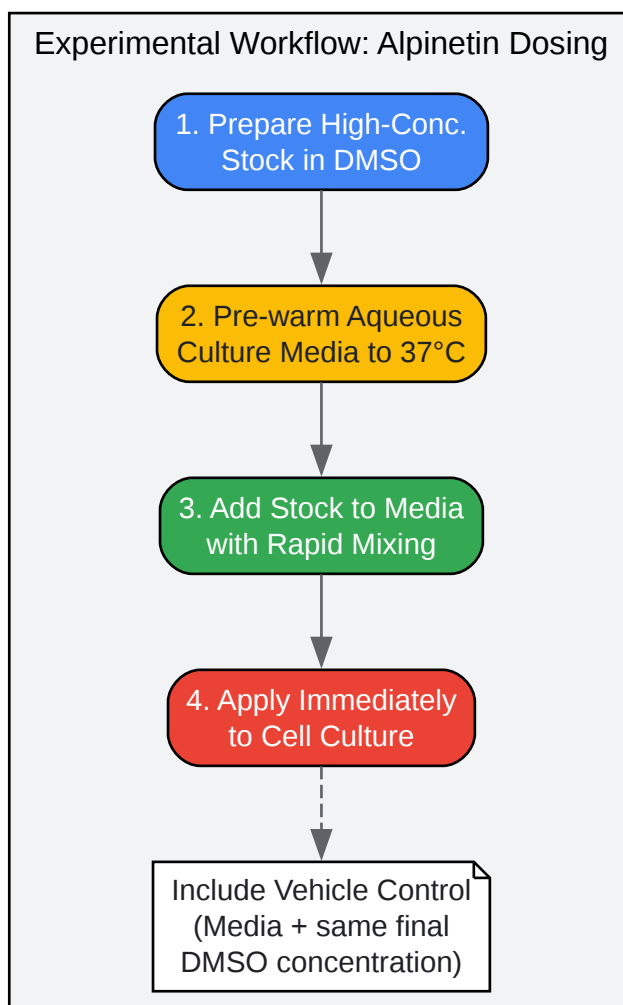 Experimental Workflow: Alpinetin Dosing
1. Prepare High-Conc.
Stock in DMSO
2. Pre-warm Aqueous
Culture Media to 37°C
3. Add Stock to Media
with Rapid Mixing
4. Apply Immediately
to Cell Culture
Include Vehicle Control
(Media + same final
DMSO concentration)